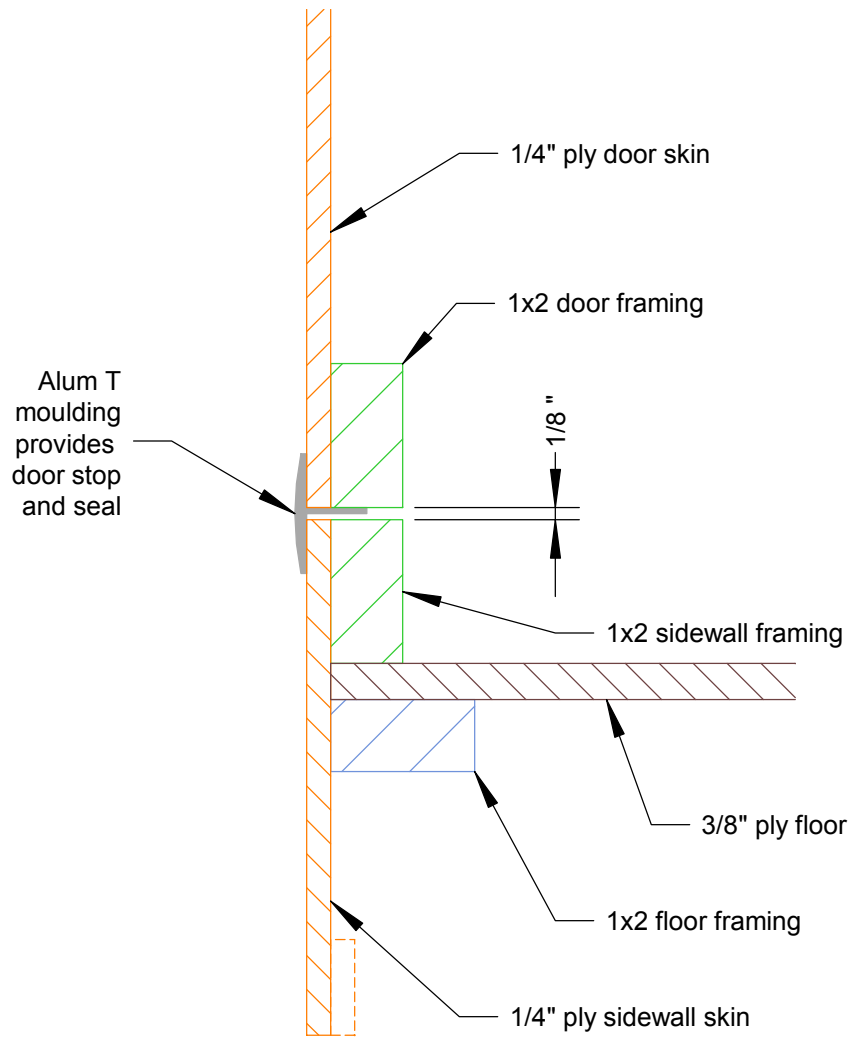 1/4" ply door skin
1x2 door framing
Alum T
moulding
provides
door stop
and seal
1/8"
1x2 sidewall framing
3/8" ply floor
1x2 floor framing
1/4" ply sidewall skin